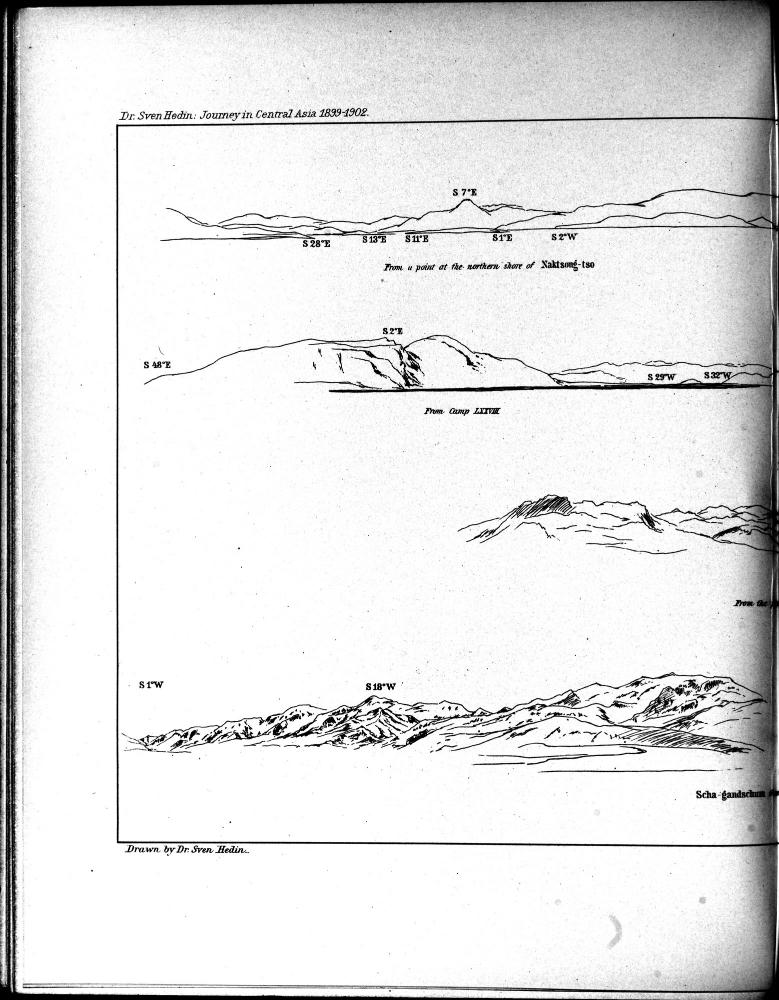 Dr. Sven Hedin: Journey in Central Asia 1899-1902.
S 7°E
S 28°E S 13°E S 11°E S 1°E S 2°W
From a point at the northern shore of Naktsong-tso
S 2°E
S 48°E
S 29°W S 32°W
From Camp LXXVIII
From the
S 1°W S 18°W
Scha-gandschum
Drawn by Dr. Sven Hedin.